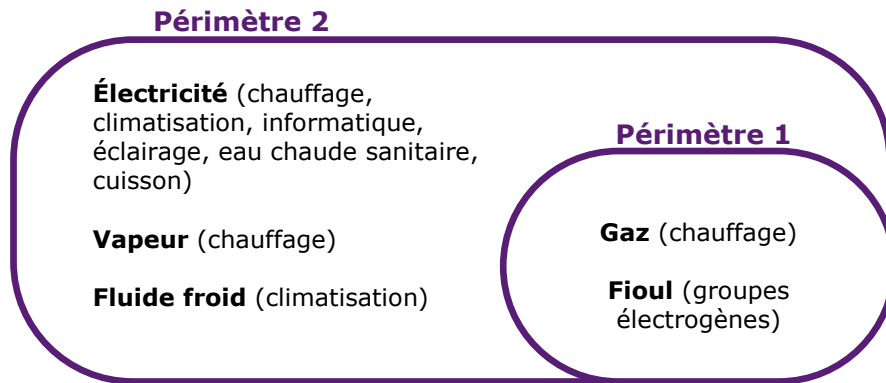 Périmètre 2
Électricité (chauffage,
climatisation, informatique,
éclairage, eau chaude sanitaire,
cuisson)
Vapeur (chauffage)
Fluide froid (climatisation)
Périmètre 1
Gaz (chauffage)
Fioul (groupes
électrogènes)